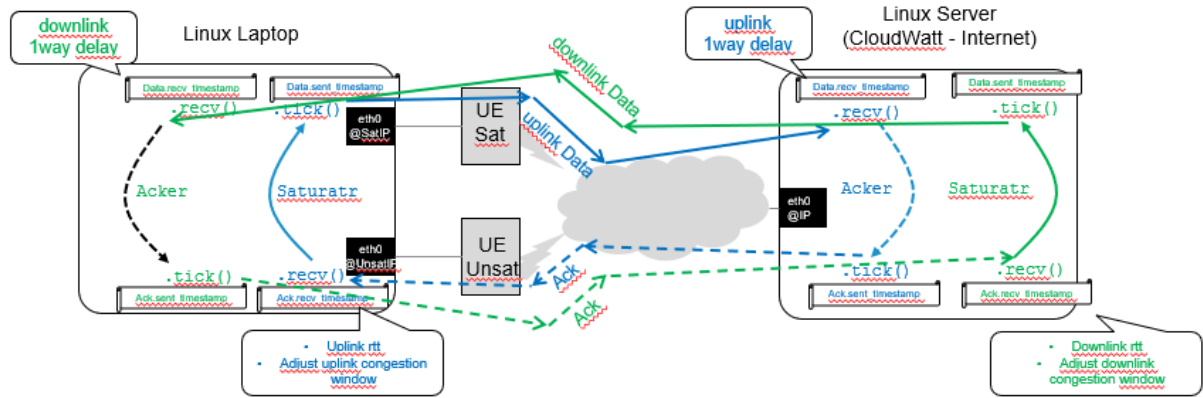 downlink
1way delay
Linux Laptop
uplink
1way delay
Linux Server
(CloudWatt - Internet)
Data.recv_timestamp
Data.sent_timestamp
Data.recv_timestamp
Data.sent_timestamp
.recv()
.tick()
.recv()
.tick()
eth0
@SatIP
UE
Sat
downlink Data
uplink Data
Acker
Saturatr
Acker
Saturatr
eth0
@IP
eth0
@UnsatIP
UE
Unsat
Ack
Ack
.tick()
.recv()
.tick()
.recv()
Ack.sent_timestamp
Ack.recv_timestamp
Ack.sent_timestamp
Ack.recv_timestamp
• Uplink rtt
• Adjust uplink congestion
window
• Downlink rtt
• Adjust downlink
congestion window